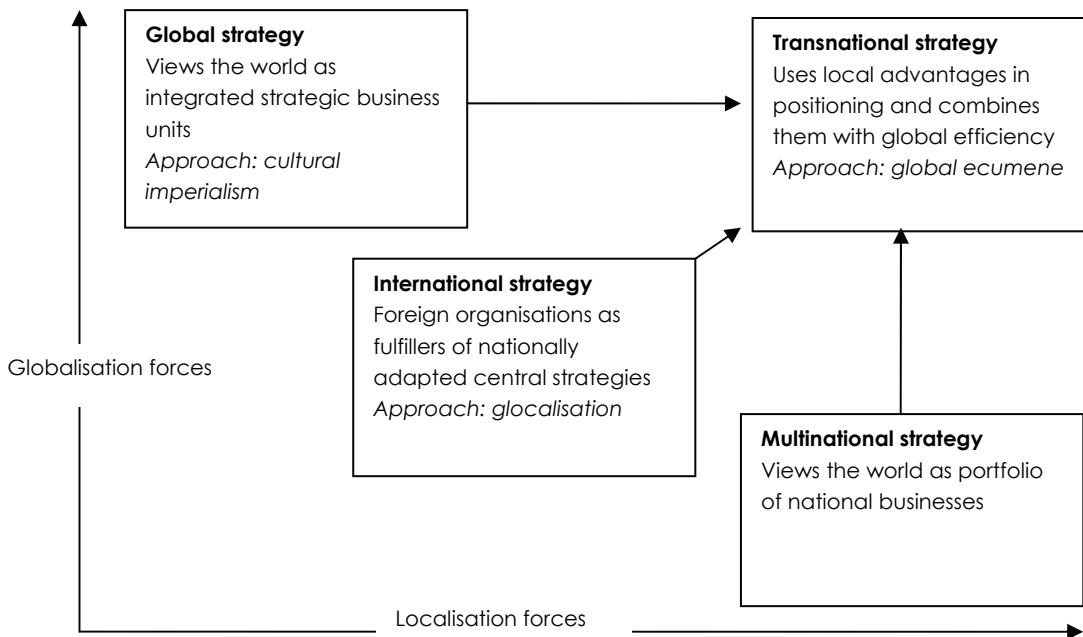 Global strategy
Views the world as
integrated strategic business
units
Approach: cultural
imperialism
Transnational strategy
Uses local advantages in
positioning and combines
them with global efficiency
Approach: global ecumene
International strategy
Foreign organisations as
fulfillers of nationally
adapted central strategies
Approach: glocalisation
Globalisation forces
Multinational strategy
Views the world as portfolio
of national businesses
Localisation forces